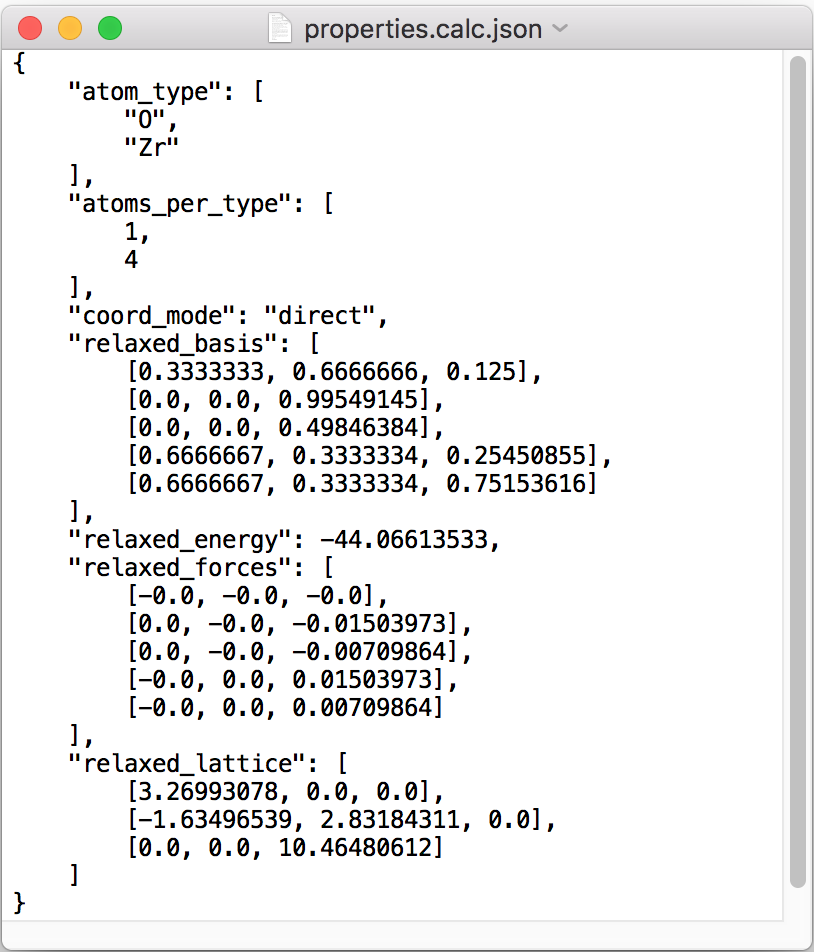 properties.calc.json
{
    "atom_type": [
        "O",
        "Zr"
    ],
    "atoms_per_type": [
        1,
        4
    ],
    "coord_mode": "direct",
    "relaxed_basis": [
        [0.3333333, 0.6666666, 0.125],
        [0.0, 0.0, 0.99549145],
        [0.0, 0.0, 0.49846384],
        [0.6666667, 0.3333334, 0.25450855],
        [0.6666667, 0.3333334, 0.75153616]
    ],
    "relaxed_energy": -44.06613533,
    "relaxed_forces": [
        [-0.0, -0.0, -0.0],
        [0.0, -0.0, -0.01503973],
        [0.0, -0.0, -0.00709864],
        [-0.0, 0.0, 0.01503973],
        [-0.0, 0.0, 0.00709864]
    ],
    "relaxed_lattice": [
        [3.26993078, 0.0, 0.0],
        [-1.63496539, 2.83184311, 0.0],
        [0.0, 0.0, 10.46480612]
    ]
}